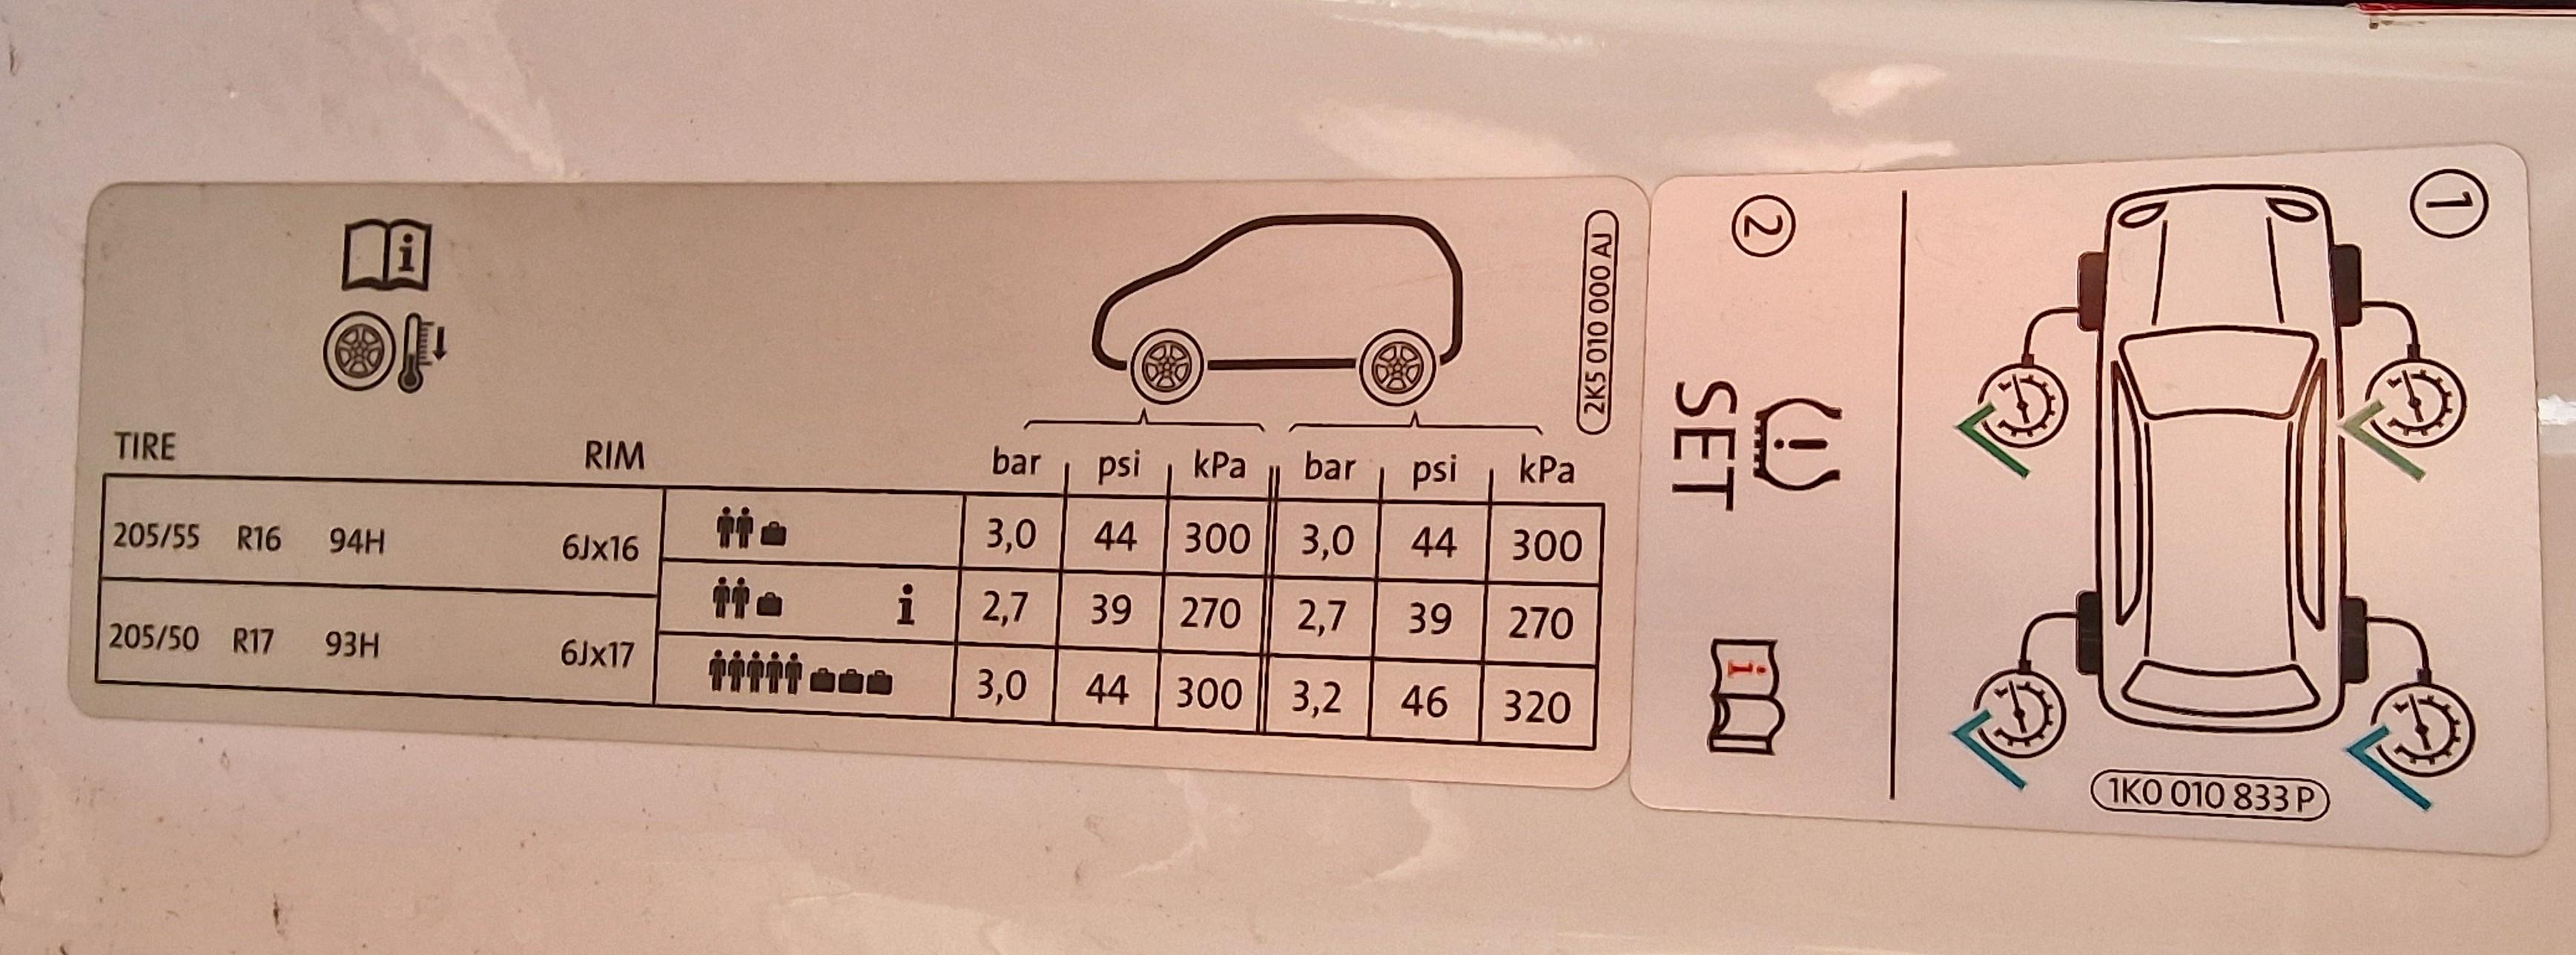 i
2K5 010 000 AJ
TIRE RIM bar psi kPa bar psi kPa
205/55 R16 94H 6Jx16 3,0 44 300 3,0 44 300
i 2,7 39 270 2,7 39 270
205/50 R17 93H 6Jx17 3,0 44 300 3,2 46 320
1
2
SET
i
1K0 010 833 P